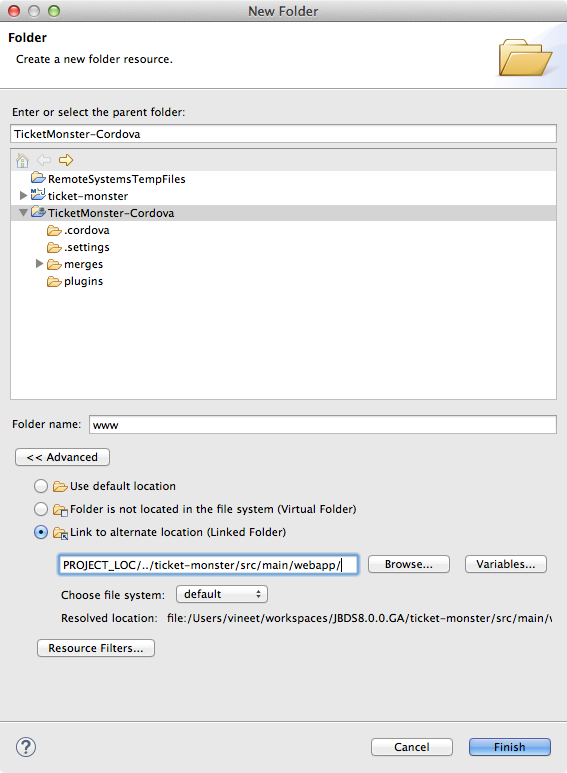 New Folder
Folder
Create a new folder resource.
Enter or select the parent folder:
TicketMonster-Cordova
RemoteSystemsTempFiles
ticket-monster
TicketMonster-Cordova
.cordova
.settings
merges
plugins
Folder name: www
<< Advanced
Use default location
Folder is not located in the file system (Virtual Folder)
Link to alternate location (Linked Folder)
PROJECT_LOC/../ticket-monster/src/main/webapp/ Browse... Variables...
Choose file system: default
Resolved location: file:/Users/vineet/workspaces/JBDS8.0.0.GA/ticket-monster/src/main/
Resource Filters...
? Cancel Finish